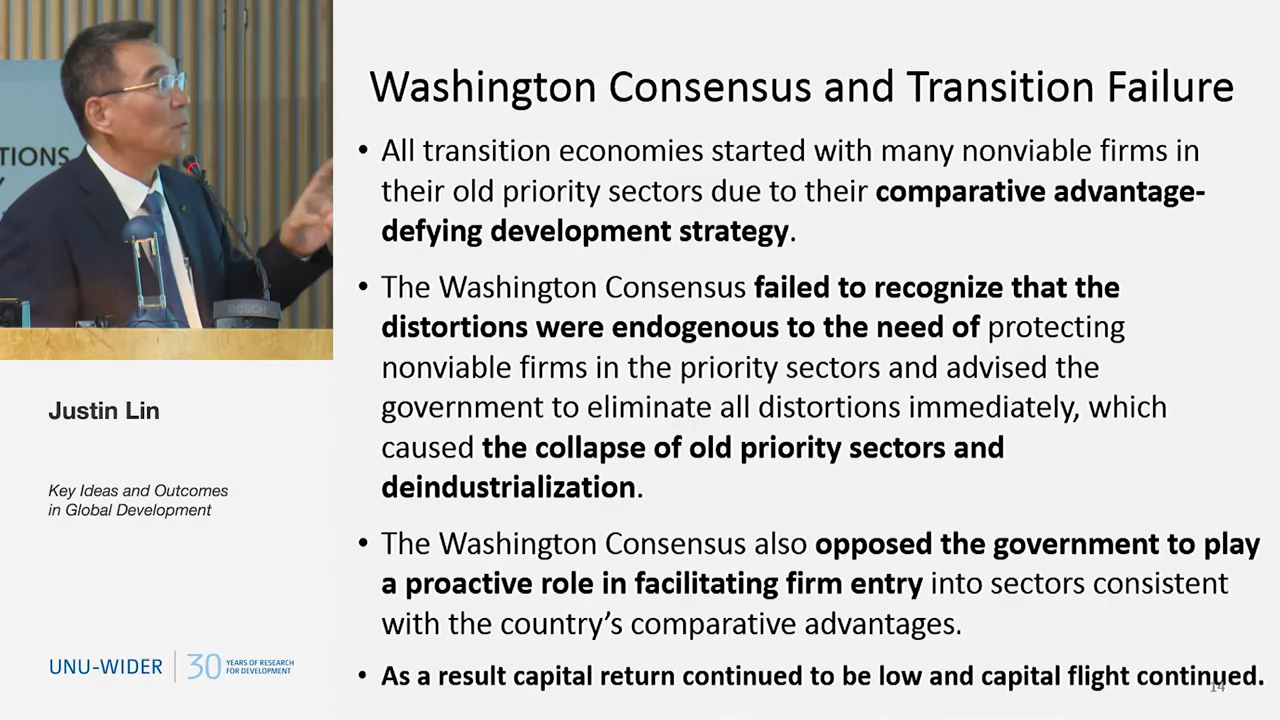 Washington Consensus and Transition Failure
• All transition economies started with many nonviable firms in
their old priority sectors due to their comparative advantage-
defying development strategy.
• The Washington Consensus failed to recognize that the
distortions were endogenous to the need of protecting
nonviable firms in the priority sectors and advised the
government to eliminate all distortions immediately, which
caused the collapse of old priority sectors and
deindustrialization.
• The Washington Consensus also opposed the government to play
a proactive role in facilitating firm entry into sectors consistent
with the country's comparative advantages.
• As a result capital return continued to be low and capital flight continued.
14
TIONS
BOSCH
Justin Lin
Key Ideas and Outcomes
in Global Development
UNU-WIDER
30
YEARS OF RESEARCH
FOR DEVELOPMENT